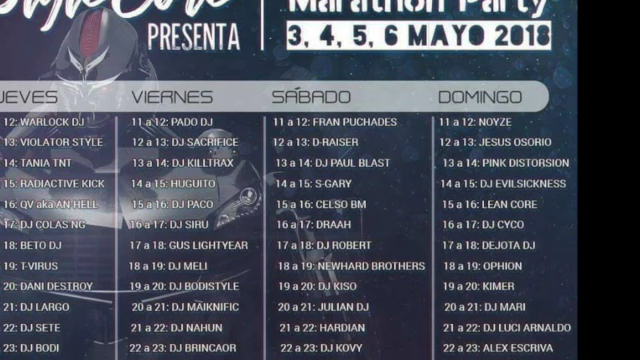 PRESENTA
Marathon Party
3, 4, 5, 6 MAYO 2018
JEVES VIERNES SÁBADO DOMINGO
12: WARLOCK DJ 11 a 12: PADO DJ 11 a 12: FRAN PUCHADES 11 a 12: NOYZE
13: VIOLATOR STYLE 12 a 13: DJ SACRIFICE 12 a 13: D-RAISER 12 a 13: JESUS OSORIO
14: TANIA TNT 13 a 14: DJ KILLTRAX 13 a 14: DJ PAUL BLAST 13 a 14: PINK DISTORSION
15: RADIACTIVE KICK 14 a 15: HUGUITO 14 a 15: S-GARY 14 a 15: DJ EVILSICKNESS
16: QV aka AN-HELL 15 a 16: DJ PACO 15 a 16: CELSO BM 15 a 16: LEAN CORE
17: DJ COLAS NG 16 a 17: DJ SIRU 16 a 17: DRAAH 16 a 17: DJ CYCO
18: BETO DJ 17 a 18: GUS LIGHTYEAR 17 a 18: DJ ROBERT 17 a 18: DEJOTA DJ
19: T-VIRUS 18 a 19: DJ MELI 18 a 19: NEWHARD BROTHERS 18 a 19: OPHION
20: DANI DESTROY 19 a 20: DJ BODISTYLE 19 a 20: DJ KISO 19 a 20: KIMER
21: DJ LARGO 20 a 21: DJ MAIKNIFIC 20 a 21: JULIAN DJ 20 a 21: DJ MARI
22: DJ SETE 21 a 22: DJ NAHUN 21 a 22: HARDIAN 21 a 22: DJ LUCI ARNALDO
23: DJ BODI 22 a 23: DJ BRINCAOR 22 a 23: DJ KOVY 22 a 23: ALEX ESCRIVA